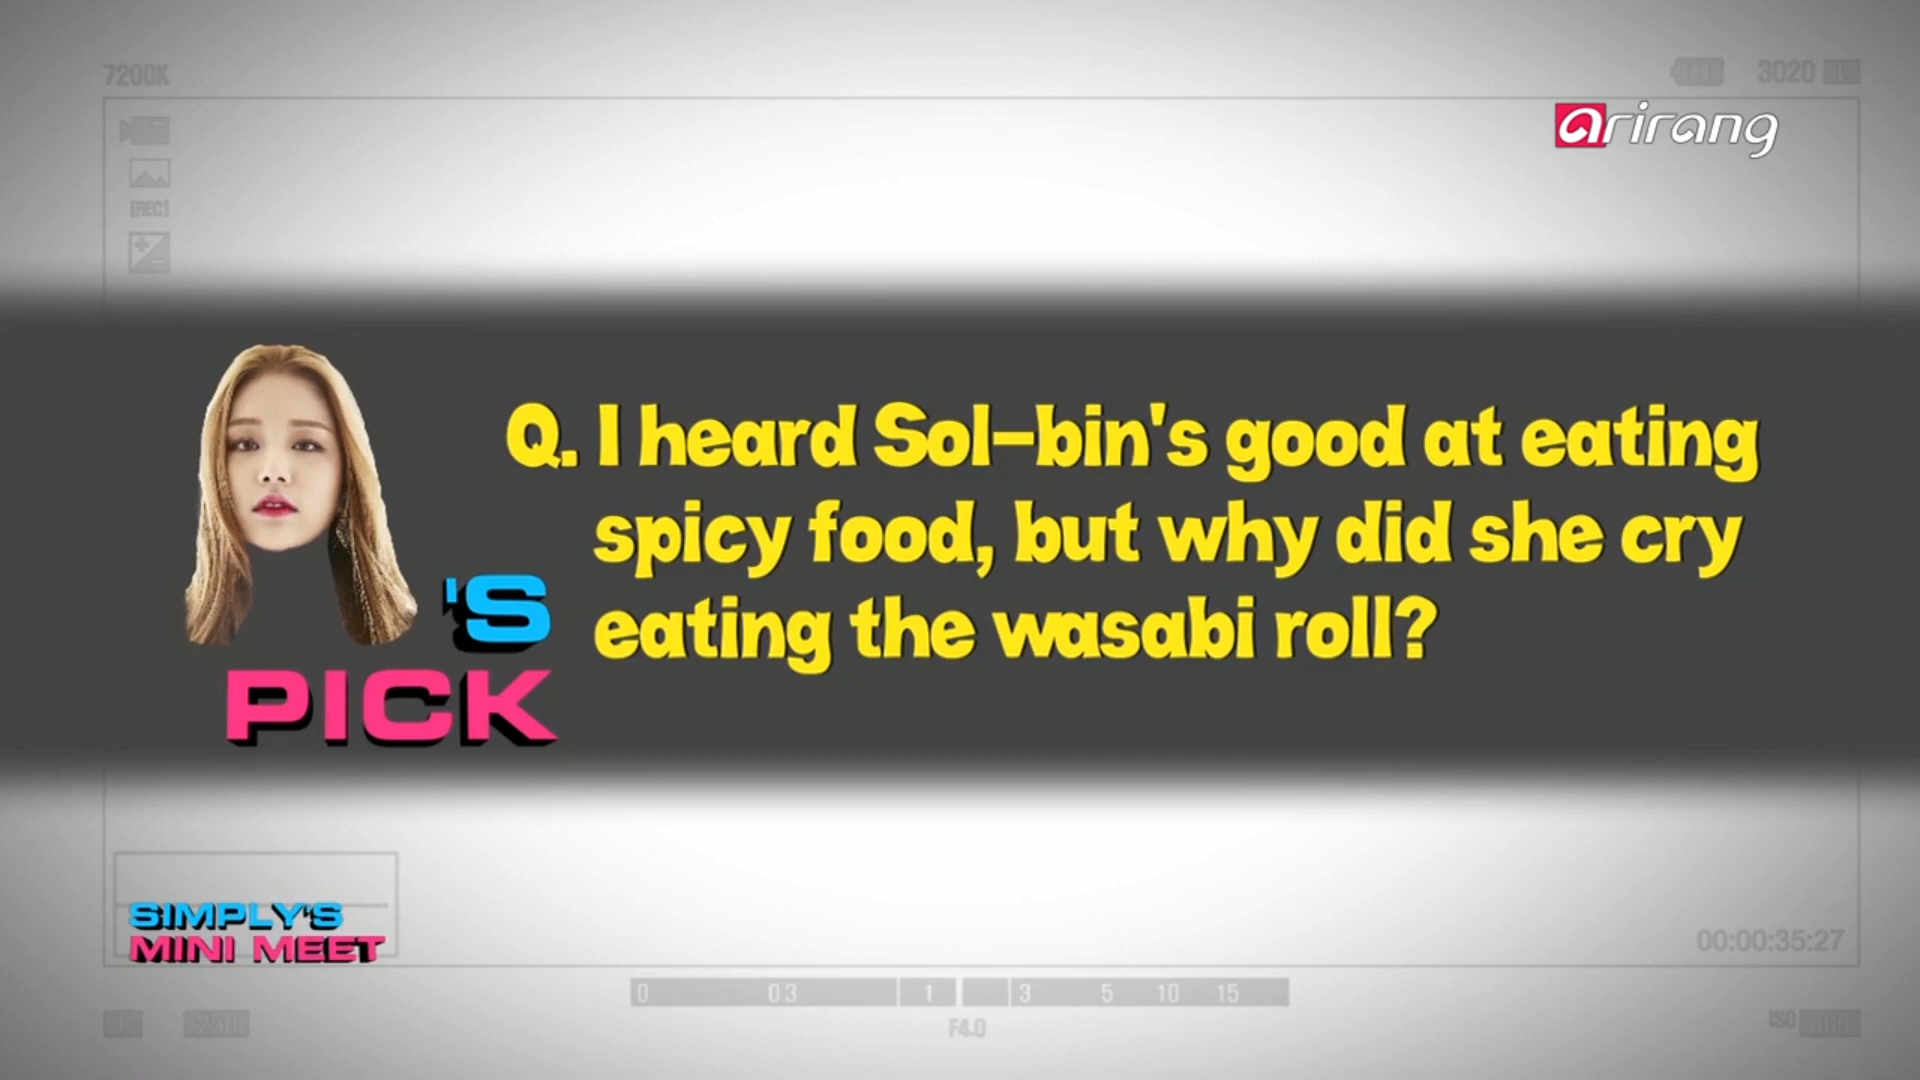 7200K
3020
arirang
[REC]
Q. I heard Sol-bin's good at eating
spicy food, but why did she cry
eating the wasabi roll?
'S
PICK
SIMPLY'S
MINI MEET
00:00:35:27
0 03 1 3 5 10 15
250
F4.0
ISO